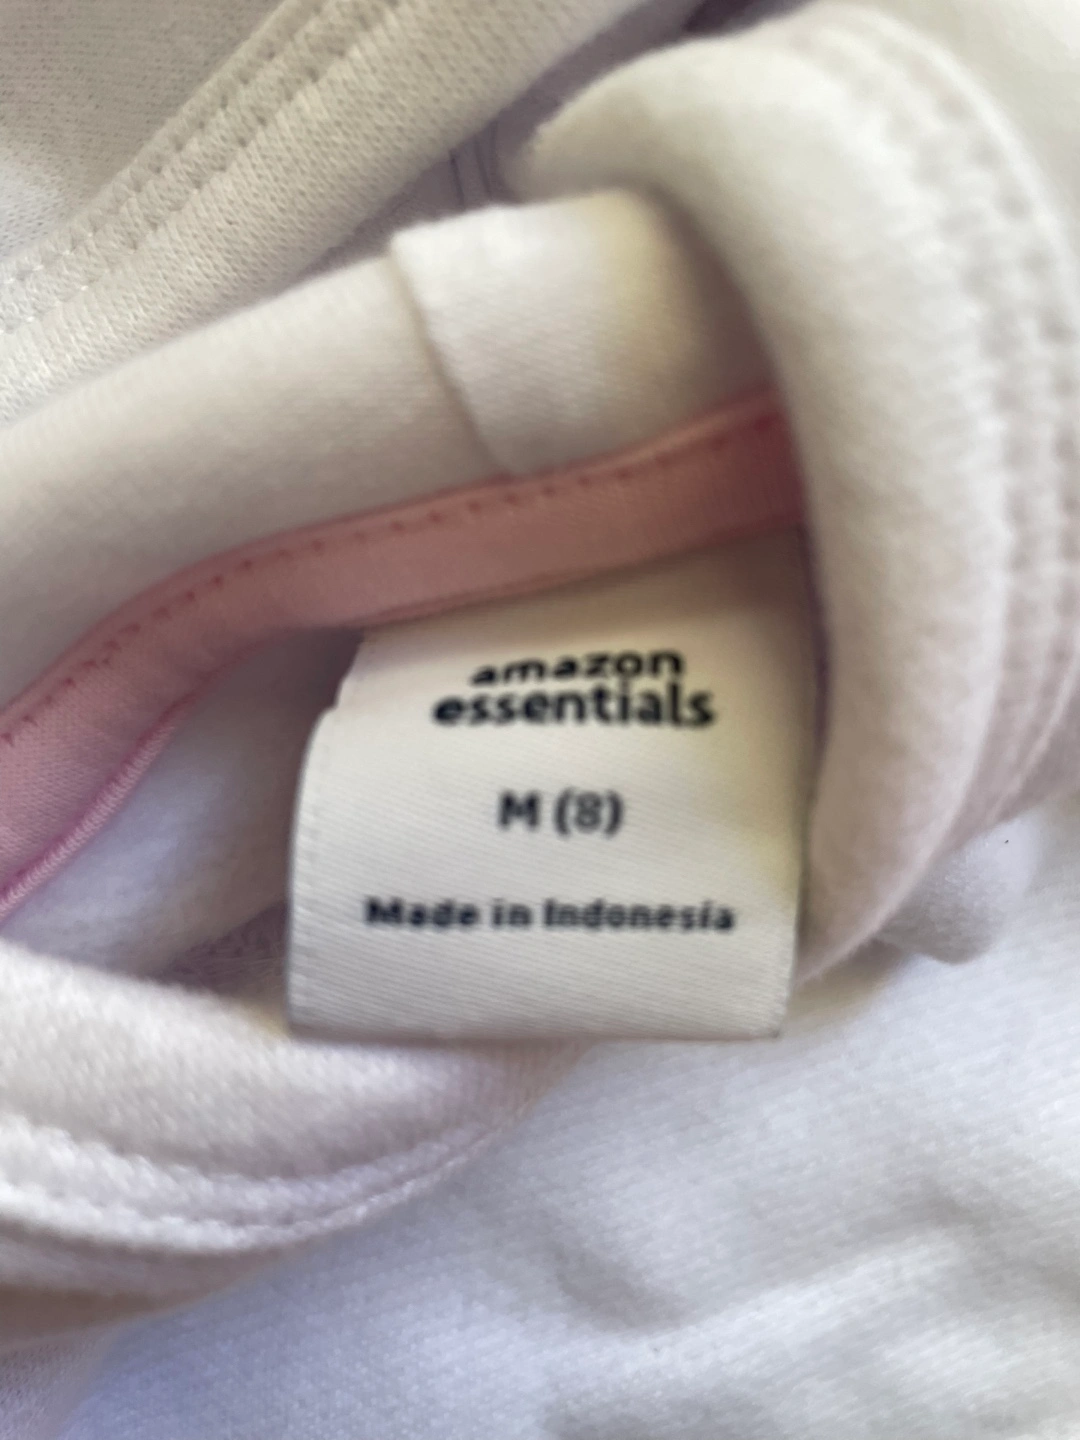 amazon
essentials
M (8)
Made in Indonesia